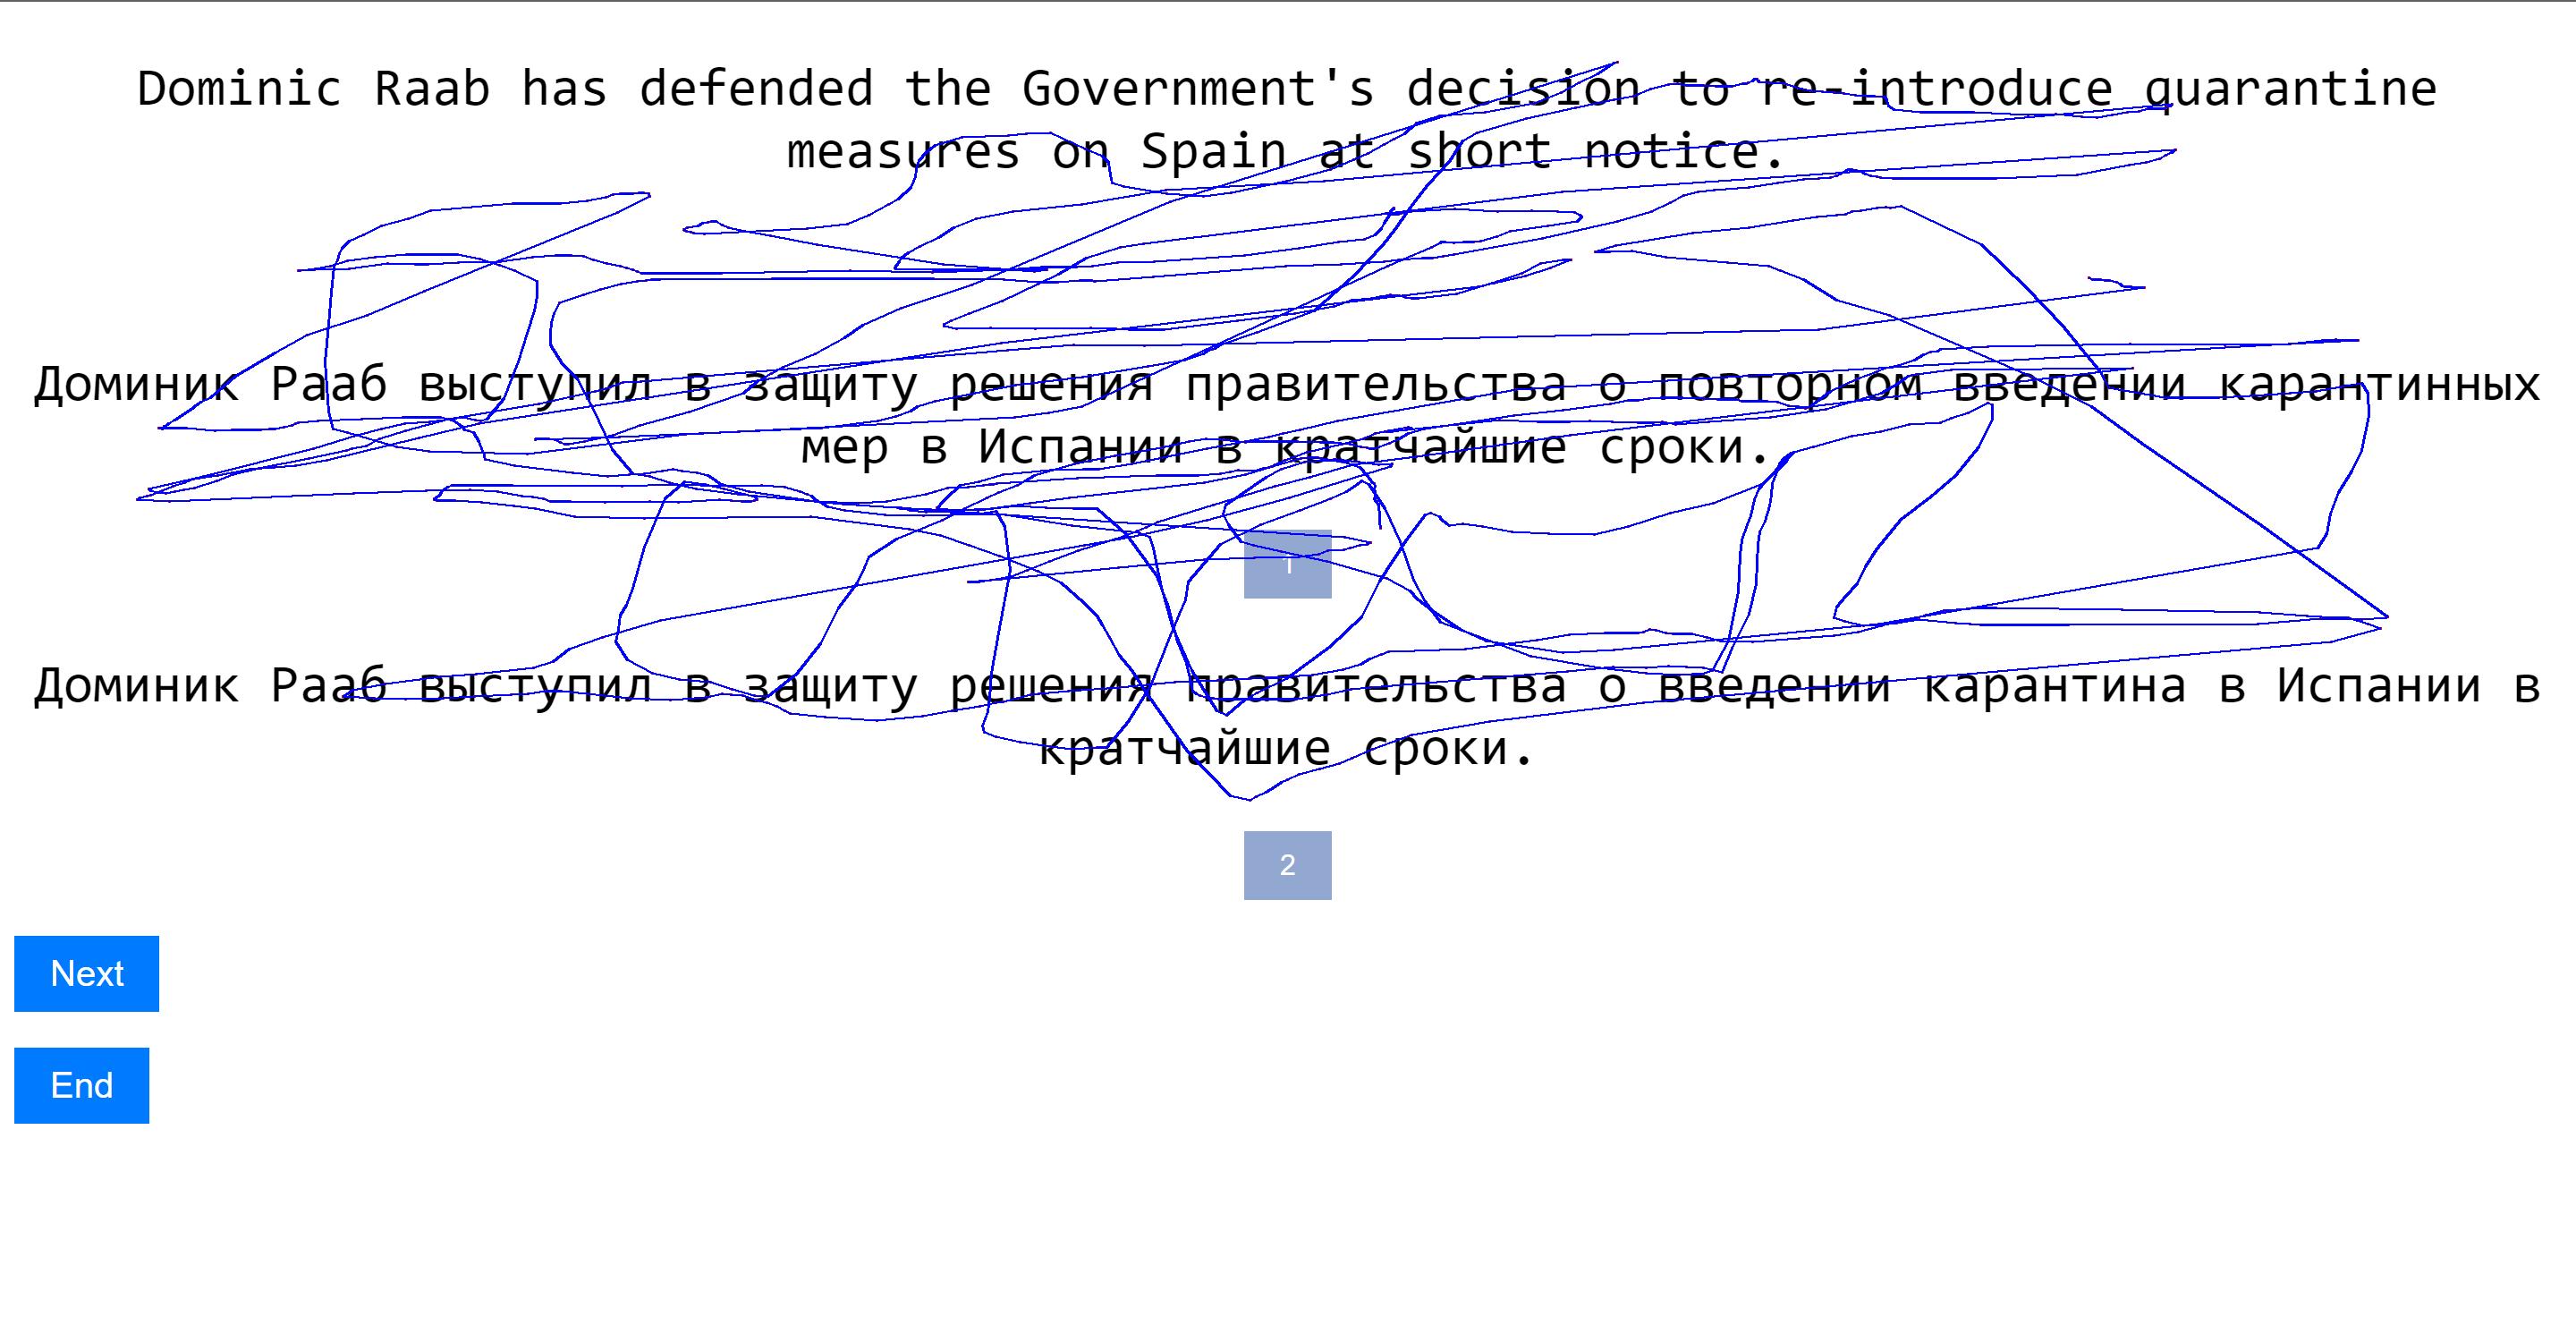 Dominic Raab has defended the Government's decision to re-introduce quarantine
measures on Spain at short notice.
Доминик Рааб выступил в защиту решения правительства о повторном введении карантинных
мер в Испании в кратчайшие сроки.
1
Доминик Рааб выступил в защиту решения правительства о введении карантина в Испании в
кратчайшие сроки.
2
Next
End